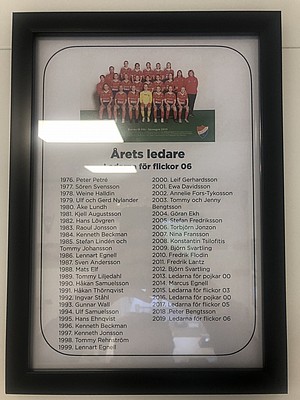 Årets ledare
Ledarna för flickor 06
1976. Peter Petré
1977. Sören Svensson
1978. Weine Halldin
1979. Ulf och Gerd Nylander
1980. Åke Lundh
1981. Kjell Augustsson
1982. Hans Lövgren
1983. Raoul Jonsson
1984. Kenneth Beckman
1985. Stefan Lindén och
Tommy Johansson
1986. Lennart Egnell
1987. Sven Andersson
1988. Mats Elf
1989. Tommy Liljedahl
1990. Håkan Samuelsson
1991. Håkan Thörnqvist
1992. Ingvar Ståhl
1993. Gunnar Wall
1994. Ulf Samuelsson
1995. Hans Ehnqvist
1996. Kenneth Beckman
1997. Kenneth Jonsson
1998. Tommy Rehnström
1999. Lennart Egnell
2000. Leif Gerhardsson
2001. Ewa Davidsson
2002. Annelie Fors-Tykosson
2003. Tommy och Jenny
Bengtsson
2004. Göran Ekh
2005. Stefan Fredriksson
2006. Torbjörn Jonzon
2007. Nina Fransson
2008. Konstantin Tsilofitis
2009. Björn Svartling
2010. Fredrik Flodin
2011. Fredrik Lantz
2012. Björn Svartling
2013. Ledarna för pojkar 00
2014. Marcus Egnell
2015. Ledarna för flickor 03
2016. Ledarna för pojkar 00
2017. Ledarna för flickor 05
2018. Peter Bengtsson
2019. Ledarna för flickor 06